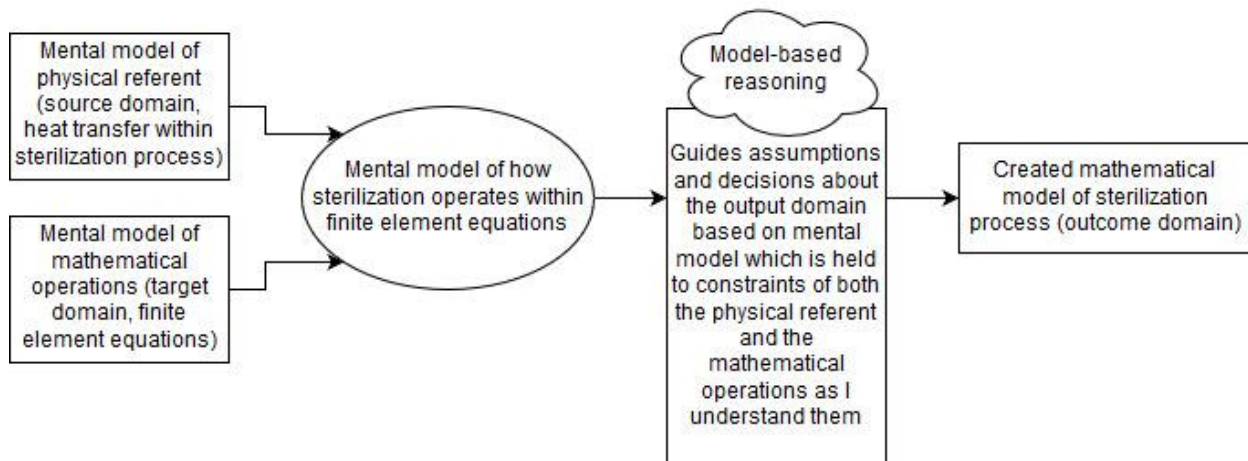 Mental model of
physical referent
(source domain,
heat transfer within
sterilization process)
Mental model of
mathematical
operations (target
domain, finite
element equations)
Mental model of how
sterilization operates within
finite element equations
Model-based
reasoning
Guides assumptions
and decisions about
the output domain
based on mental
model which is held
to constraints of both
the physical referent
and the
mathematical
operations as I
understand them
Created mathematical
model of sterilization
process (outcome domain)